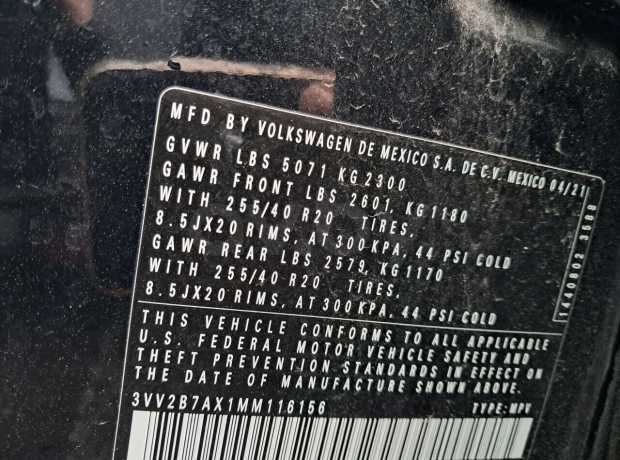 MFD BY VOLKSWAGEN DE MEXICO S.A. DE C.V. MEXICO 04/21
GVWR LBS 5071 KG 2300
GAWR FRONT LBS 2601, KG 1180
WITH 255/40 R20 TIRES,
8.5JX20 RIMS, AT 300 KPA, 44 PSI COLD
GAWR REAR LBS 2579, KG 1170
WITH 255/40 R20 TIRES,
8.5JX20 RIMS, AT 300 KPA, 44 PSI COLD
THIS VEHICLE CONFORMS TO ALL APPLICABLE
U.S. FEDERAL MOTOR VEHICLE SAFETY AND
THEFT PREVENTION STANDARDS IN EFFECT ON
THE DATE OF MANUFACTURE SHOWN ABOVE.
3VV2B7AX1MM116156 TYPE: MPV